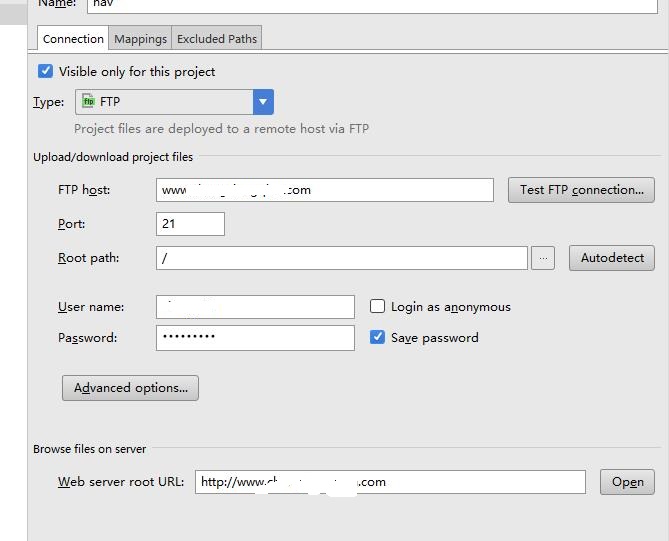 Name: nav
Connection Mappings Excluded Paths
Visible only for this project
Type: ftp FTP
Project files are deployed to a remote host via FTP
Upload/download project files
FTP host: www .com Test FTP connection...
Port: 21
Root path: / ... Autodetect
User name: Login as anonymous
Password: ••••••••• Save password
Advanced options...
Browse files on server
Web server root URL: http://www. .com Open